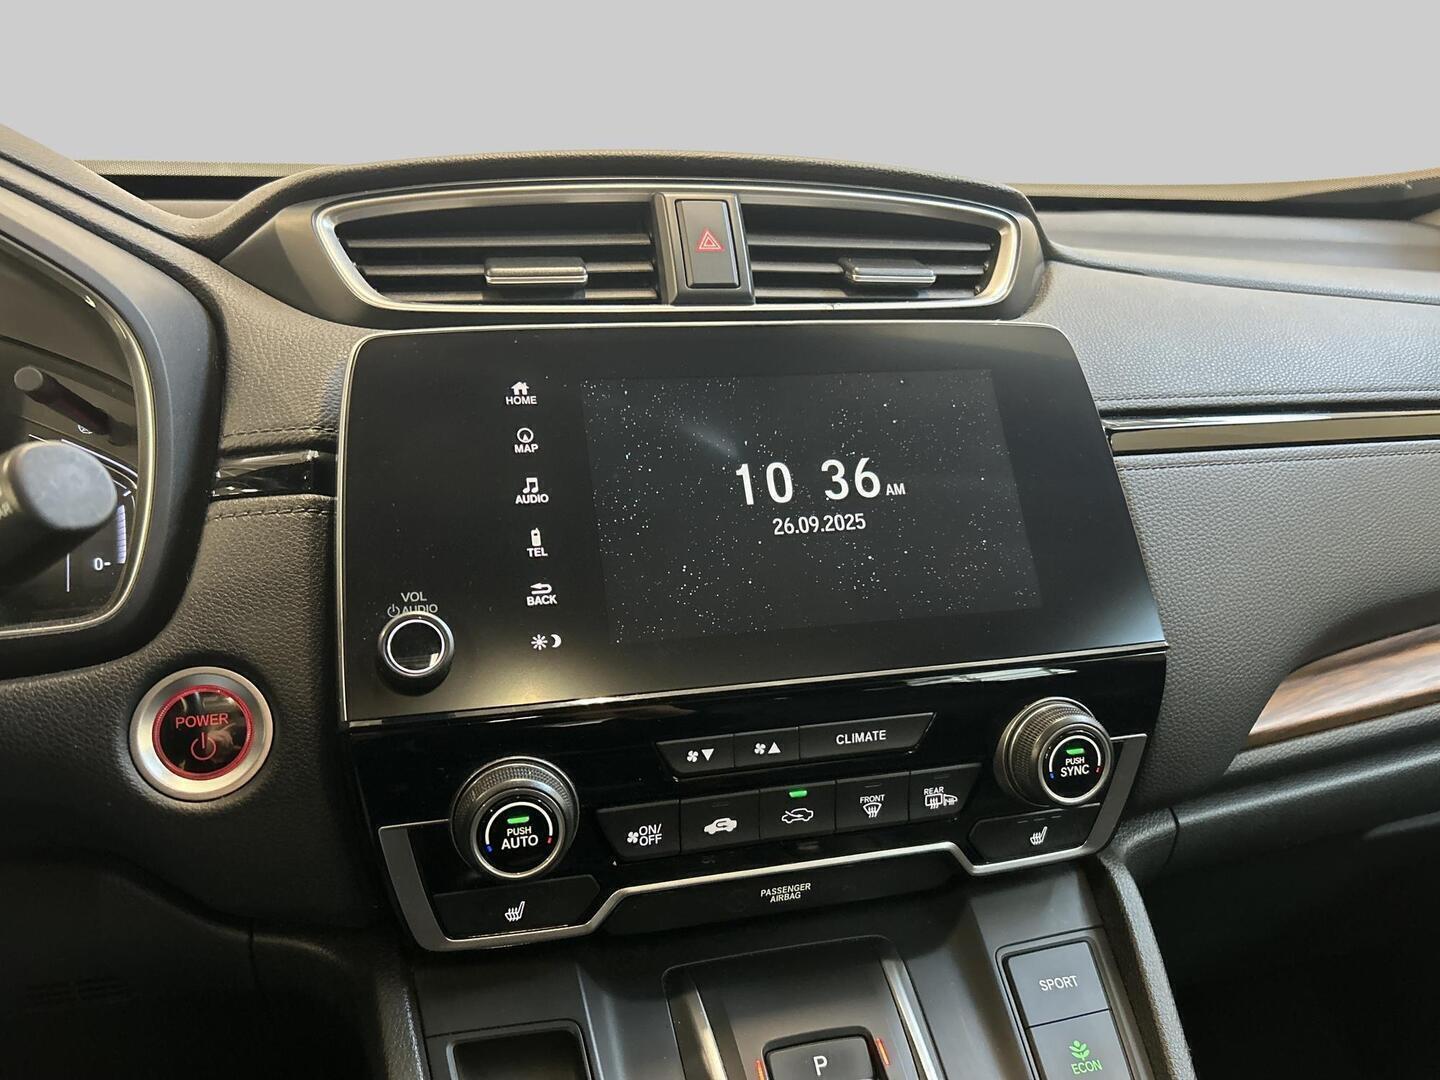 HOME
MAP
AUDIO
TEL
BACK
10 36 AM
26.09.2025
VOL
AUDIO
0-
POWER
CLIMATE
PUSH
AUTO
ON/
OFF
FRONT
REAR
PUSH
SYNC
PASSENGER
AIRBAG
SPORT
ECON
P